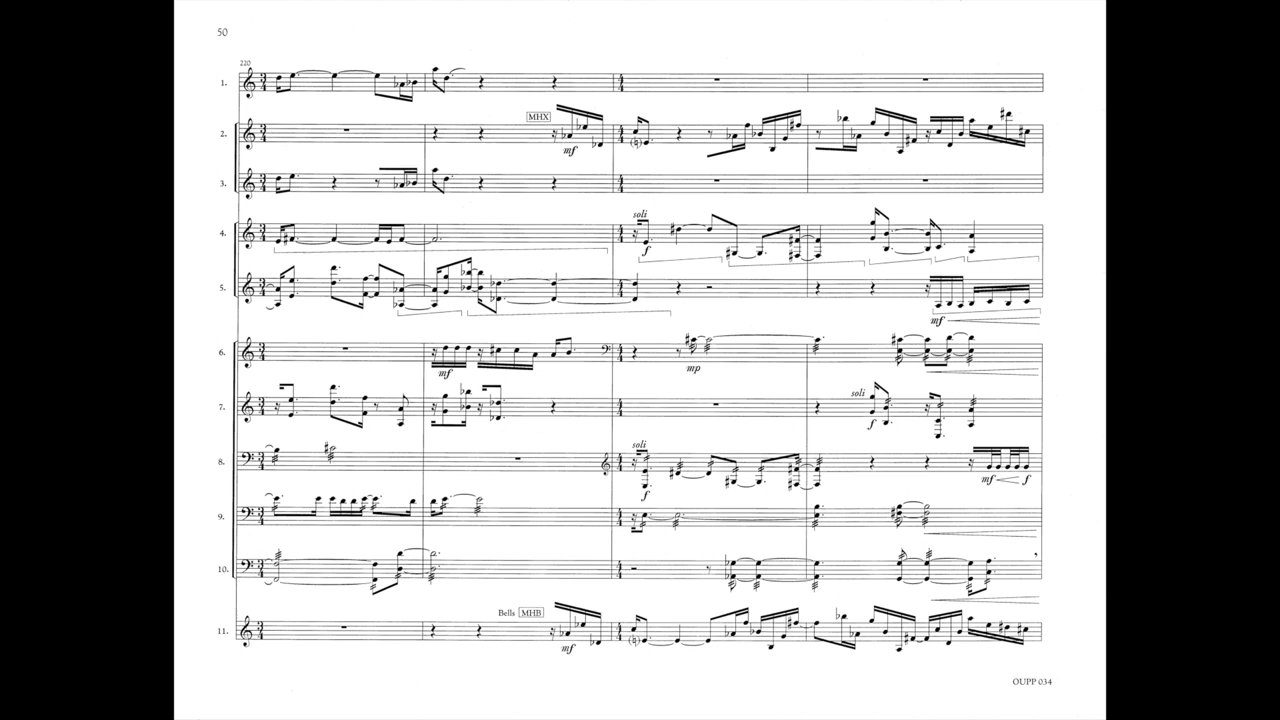 50
220
1.
MHX
2.
mf
3.
soli
4.
f
5.
mf
6.
mf
mp
7.
soli
f
soli
8.
f
mf
f
9.
10.
Bells MHB
11.
mf
OUPP 034